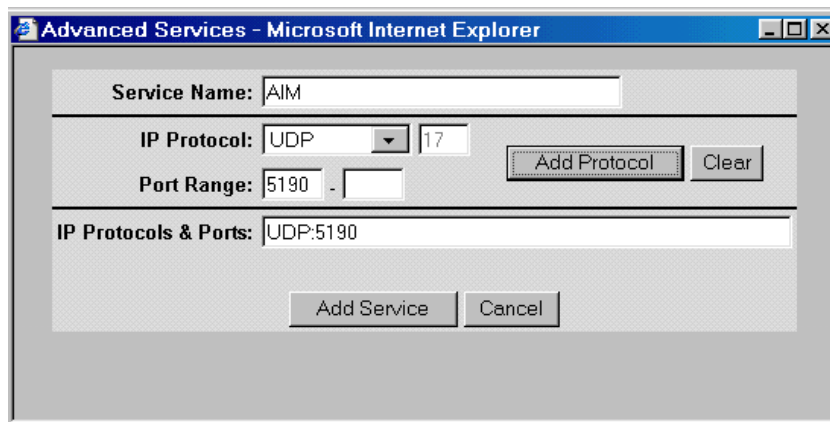 Advanced Services - Microsoft Internet Explorer
Service Name: AIM
IP Protocol: UDP 17
Add Protocol Clear
Port Range: 5190 -
IP Protocols & Ports: UDP:5190
Add Service Cancel